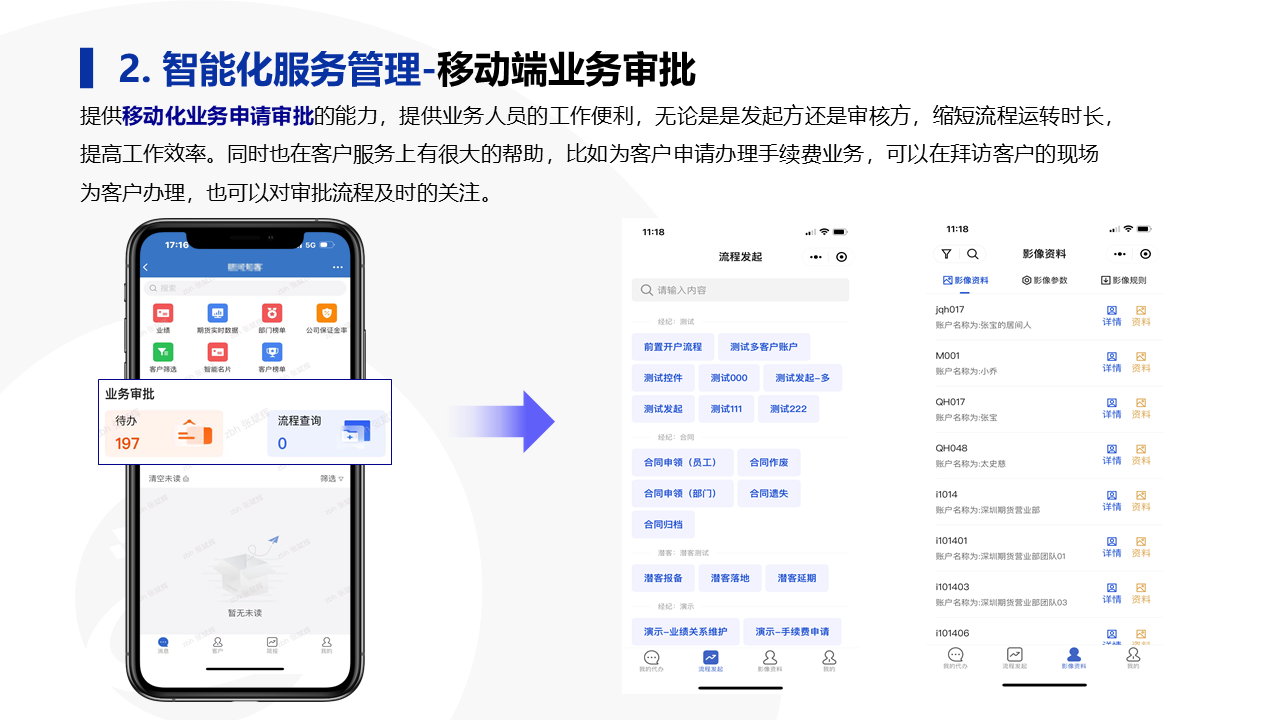 2. 智能化服务管理-移动端业务审批
提供移动化业务申请审批的能力，提供业务人员的工作便利，无论是是发起方还是审核方，缩短流程运转时长，
提高工作效率。同时也在客户服务上有很大的帮助，比如为客户申请办理手续费业务，可以在拜访客户的现场
为客户办理，也可以对审批流程及时的关注。
17:16
5G
搜索
业绩
期货实时数据
部门榜单
公司保证金率
客户筛选
智能名片
客户榜单
业务审批
待办
197
流程查询
0
清空未读
筛选
暂无未读
消息
客户
我的
11:18
流程发起
请输入内容
经纪：测试
前置开户流程
测试多客户账户
测试控件
测试000
测试发起-多
测试发起
测试111
测试222
经纪：合同
合同申领（员工）
合同作废
合同申领（部门）
合同遗失
合同归档
潜客：潜客测试
潜客报备
潜客落地
潜客延期
经纪：演示
演示-业绩关系维护
演示-手续费申请
我的代办
流程发起
影像资料
我的
11:18
影像资料
影像资料
影像参数
影像规则
jqh017
账户名称为:张宝的居间人
详情
资料
M001
账户名称为:小乔
详情
资料
QH017
账户名称为:张宝
详情
资料
QH048
账户名称为:太史慈
详情
资料
i1014
账户名称为:深圳期货营业部
详情
资料
i101401
账户名称为:深圳期货营业部团队01
详情
资料
i101403
账户名称为:深圳期货营业部团队03
详情
资料
i101406
详情
资料
我的代办
流程发起
影像资料
我的